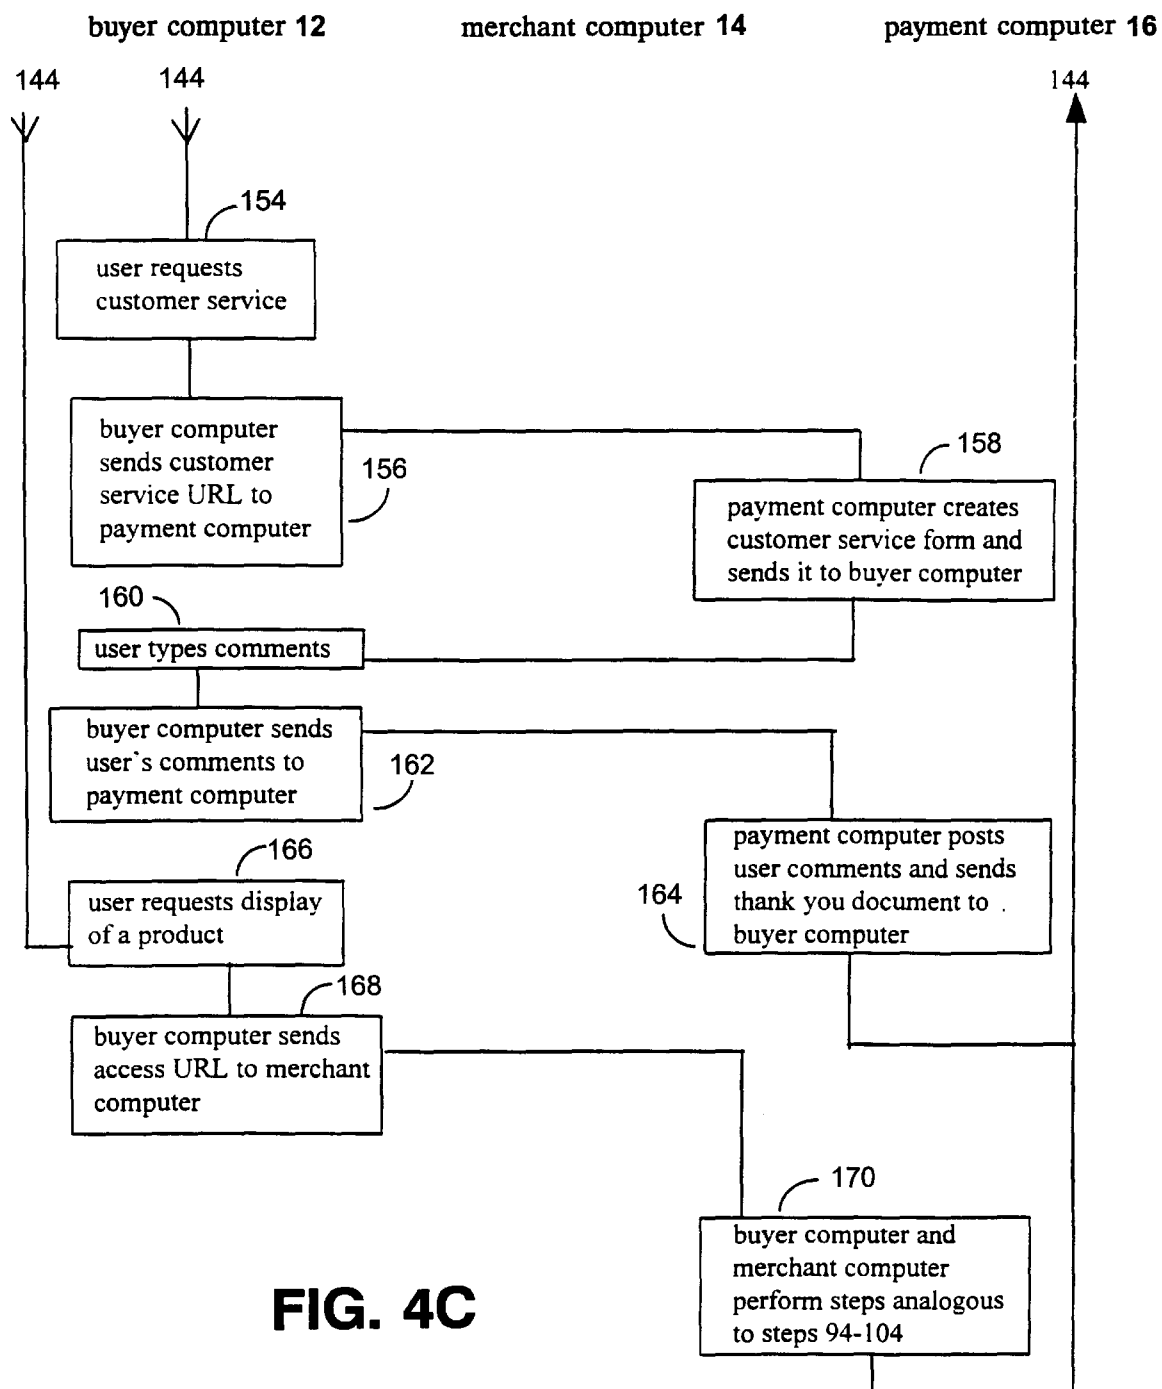 buyer computer 12
merchant computer 14
payment computer 16
144
144
144
154
user requests
customer service
buyer computer
sends customer
service URL to
payment computer
156
158
payment computer creates
customer service form and
sends it to buyer computer
160
user types comments
buyer computer sends
user`s comments to
payment computer
162
payment computer posts
user comments and sends
thank you document to
buyer computer
164
166
user requests display
of a product
168
buyer computer sends
access URL to merchant
computer
170
buyer computer and
merchant computer
perform steps analogous
to steps 94-104
FIG. 4C